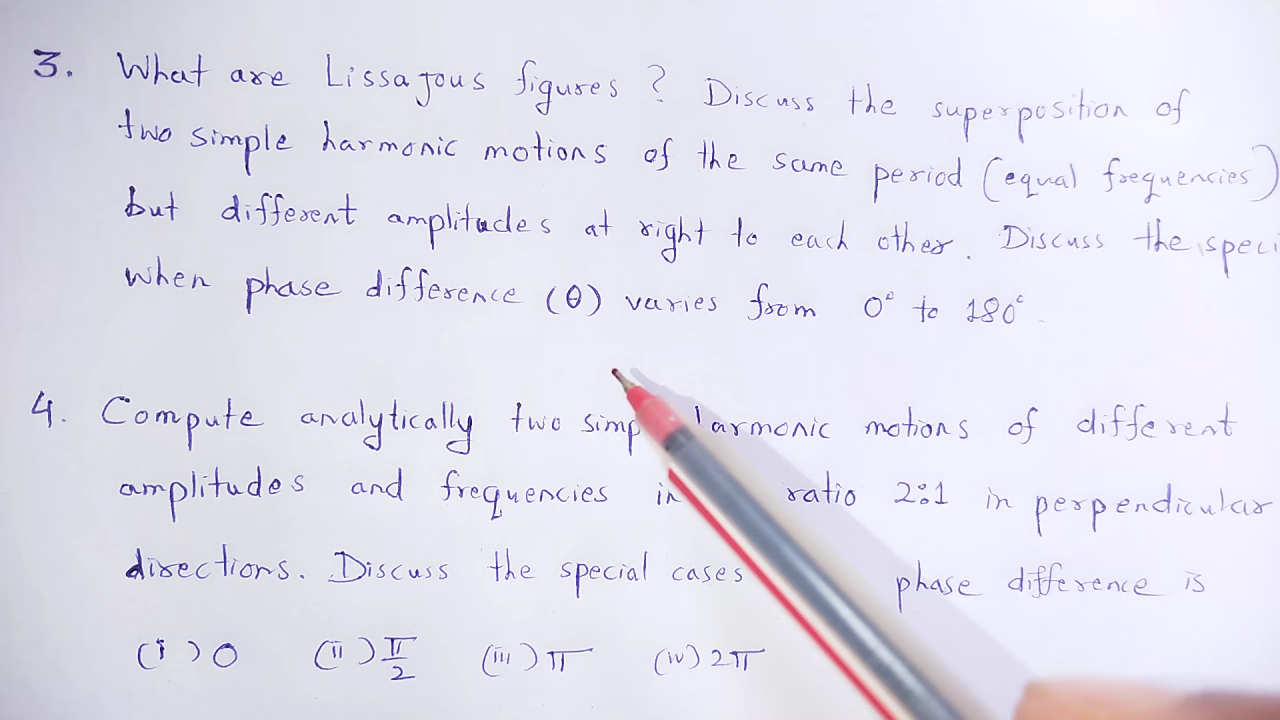 3. What are Lissajous figures ? Discuss the superposition of
two simple harmonic motions of the same period (equal frequencies)
but different amplitudes at right to each other. Discuss the
when phase difference (θ) varies from 0° to 180°.
4. Compute analytically two harmonic motions of different
amplitudes and frequencies ratio 2:1 in perpendicular
directions. Discuss the special cases phase difference is
(i) 0 (ii) π/2 (iii) π (iv) 2π